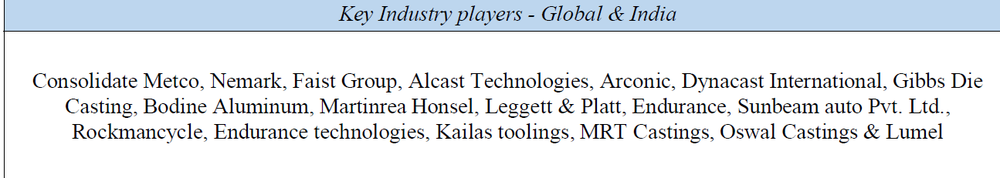 Key Industry players - Global & India
Consolidate Metco, Nemark, Faist Group, Alcast Technologies, Arconic, Dynacast International, Gibbs Die
Casting, Bodine Aluminum, Martinrea Honsel, Leggett & Platt, Endurance, Sunbeam auto Pvt. Ltd.,
Rockmancycle, Endurance technologies, Kailas toolings, MRT Castings, Oswal Castings & Lumel